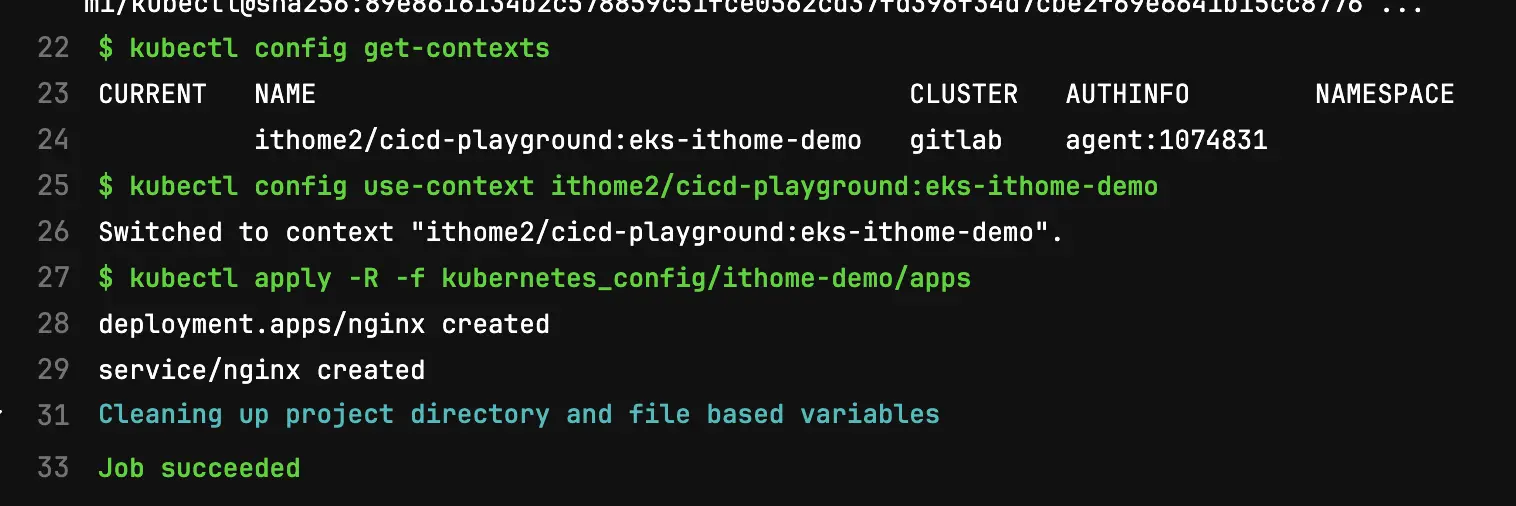 mi/kubectl@sha256:89e8616134b2c578859c51fce0562cd37fd396f34d7cbe2f69e6641b15cc8776 ...
22 $ kubectl config get-contexts
23 CURRENT NAME CLUSTER AUTHINFO NAMESPACE
24 ithome2/cicd-playground:eks-ithome-demo gitlab agent:1074831
25 $ kubectl config use-context ithome2/cicd-playground:eks-ithome-demo
26 Switched to context "ithome2/cicd-playground:eks-ithome-demo".
27 $ kubectl apply -R -f kubernetes_config/ithome-demo/apps
28 deployment.apps/nginx created
29 service/nginx created
31 Cleaning up project directory and file based variables
33 Job succeeded